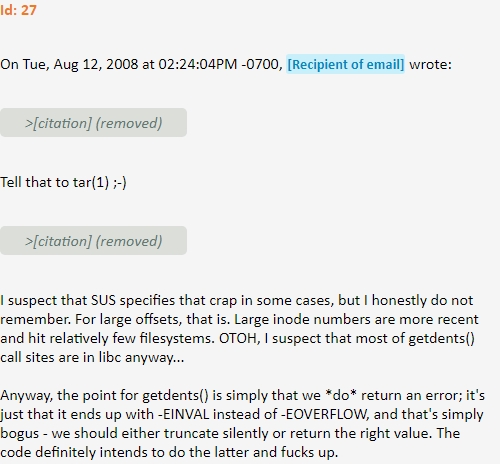 Id: 27
On Tue, Aug 12, 2008 at 02:24:04PM -0700, [Recipient of email] wrote:
>[citation] (removed)
Tell that to tar(1) ;-)
>[citation] (removed)
I suspect that SUS specifies that crap in some cases, but I honestly do not
remember. For large offsets, that is. Large inode numbers are more recent
and hit relatively few filesystems. OTOH, I suspect that most of getdents()
call sites are in libc anyway...
Anyway, the point for getdents() is simply that we *do* return an error; it's
just that it ends up with -EINVAL instead of -EOVERFLOW, and that's simply
bogus - we should either truncate silently or return the right value. The
code definitely intends to do the latter and fucks up.